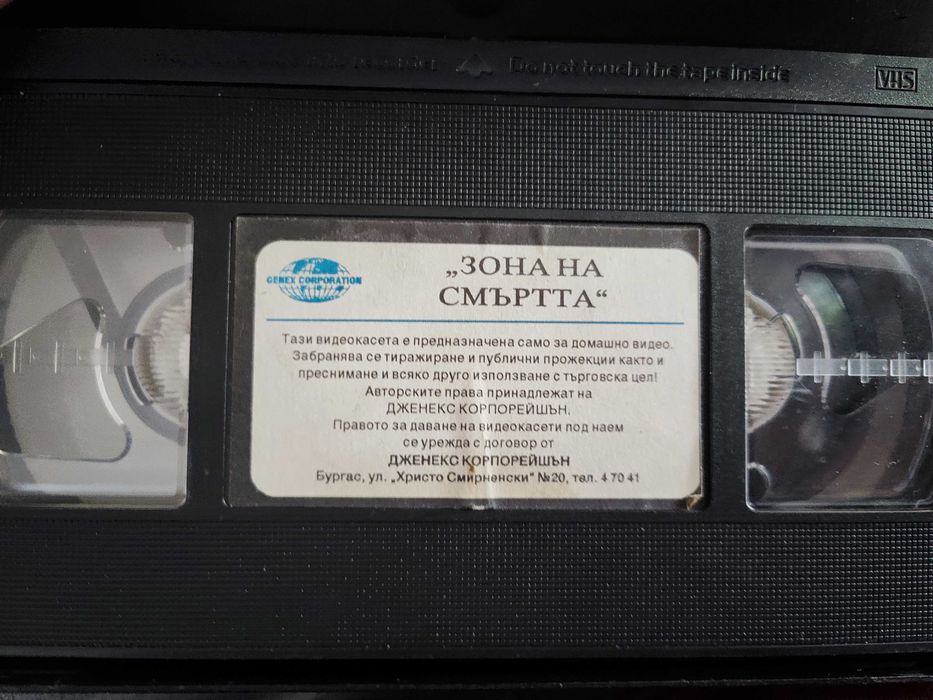 Do not touch the tape inside
VHS
GENEX CORPORATION
„ЗОНА НА
СМЪРТТА“
Тази видеокасета е предназначена само за домашно видео.
Забранява се тиражиране и публични прожекции както и
преснимане и всяко друго използване с търговска цел!
Авторските права принадлежат на
ДЖЕНЕКС КОРПОРЕЙШЪН.
Правото за даване на видеокасети под наем
се урежда с договор от
ДЖЕНЕКС КОРПОРЕЙШЪН
Бургас, ул. „Христо Смирненски“ №20, тел. 4 70 41